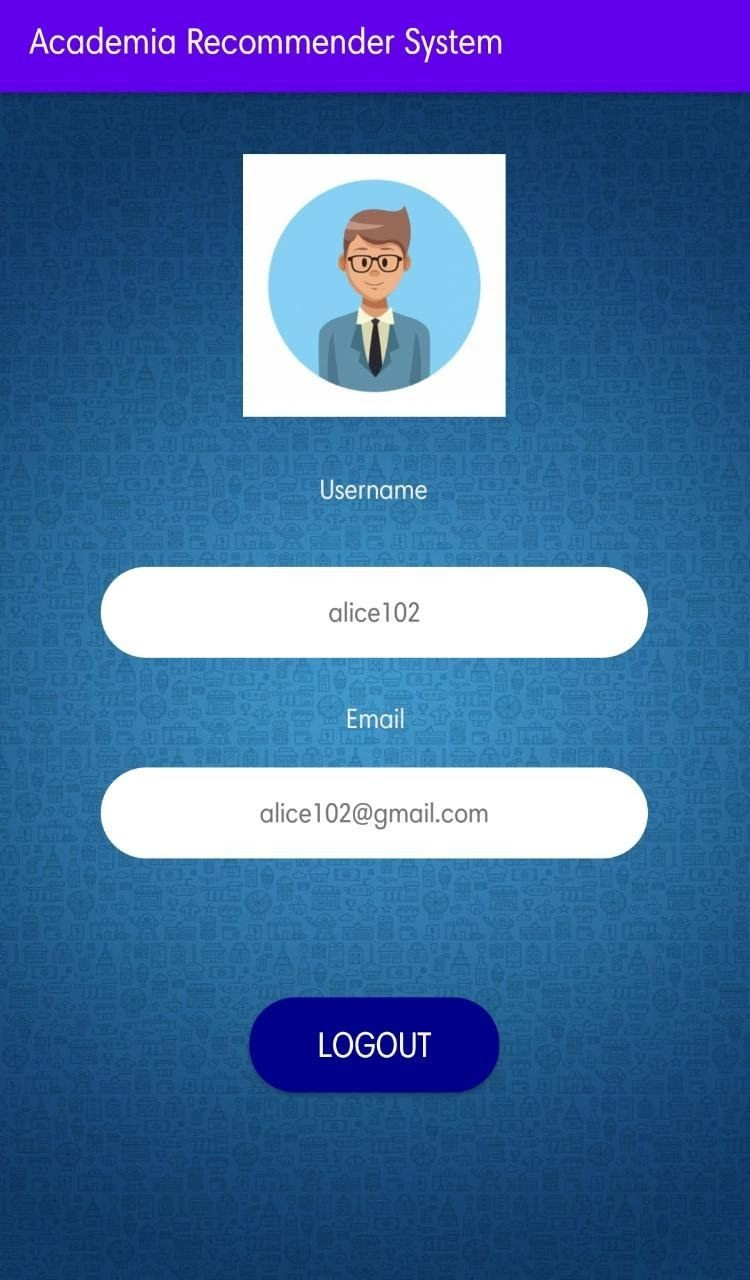 Academia Recommender System
Username
alice102
Email
alice102@gmail.com
LOGOUT